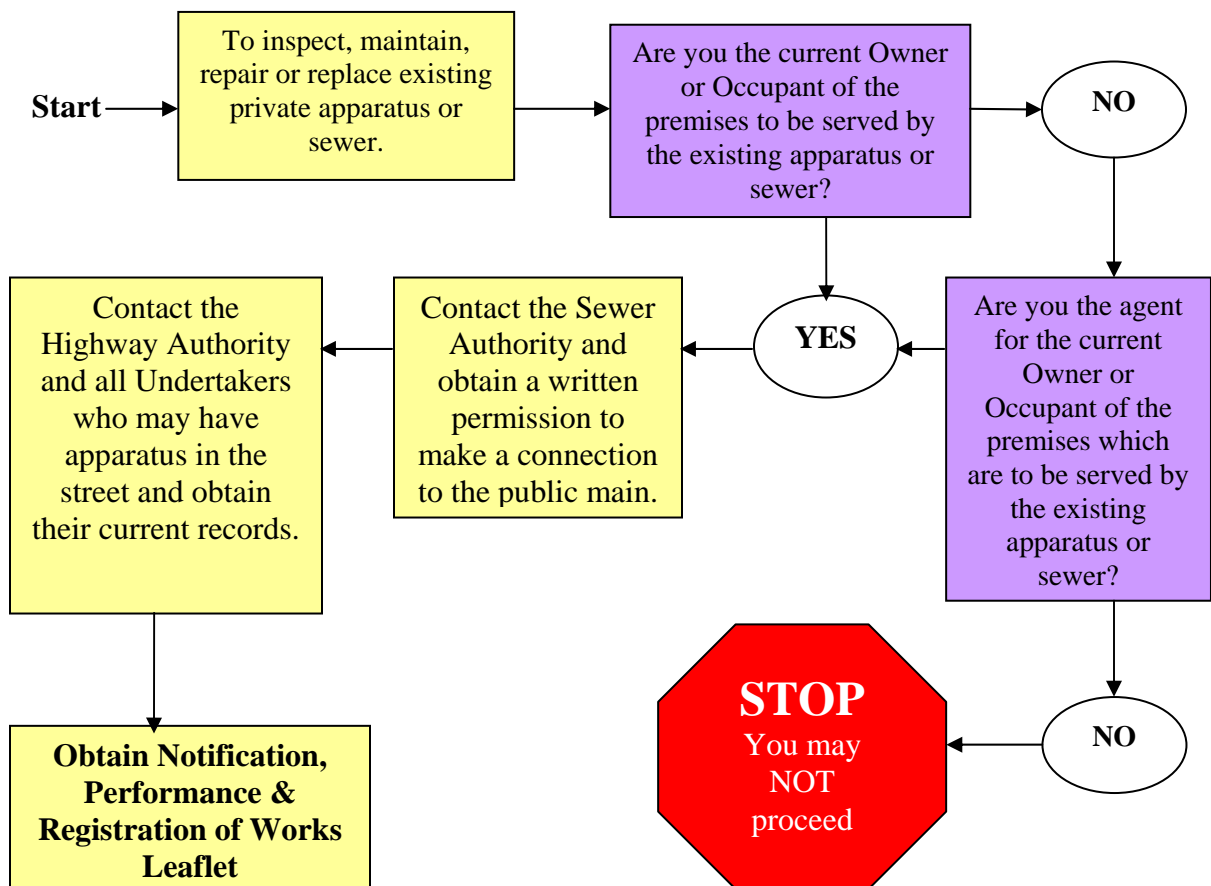 Start
To inspect, maintain,
repair or replace existing
private apparatus or
sewer.
Are you the current Owner
or Occupant of the
premises to be served by
the existing apparatus or
sewer?
NO
Contact the
Highway Authority
and all Undertakers
who may have
apparatus in the
street and obtain
their current records.
Contact the Sewer
Authority and
obtain a written
permission to
make a connection
to the public main.
YES
Are you the agent
for the current
Owner or
Occupant of the
premises which
are to be served by
the existing
apparatus or
sewer?
Obtain Notification,
Performance &
Registration of Works
Leaflet
STOP
You may
NOT
proceed
NO